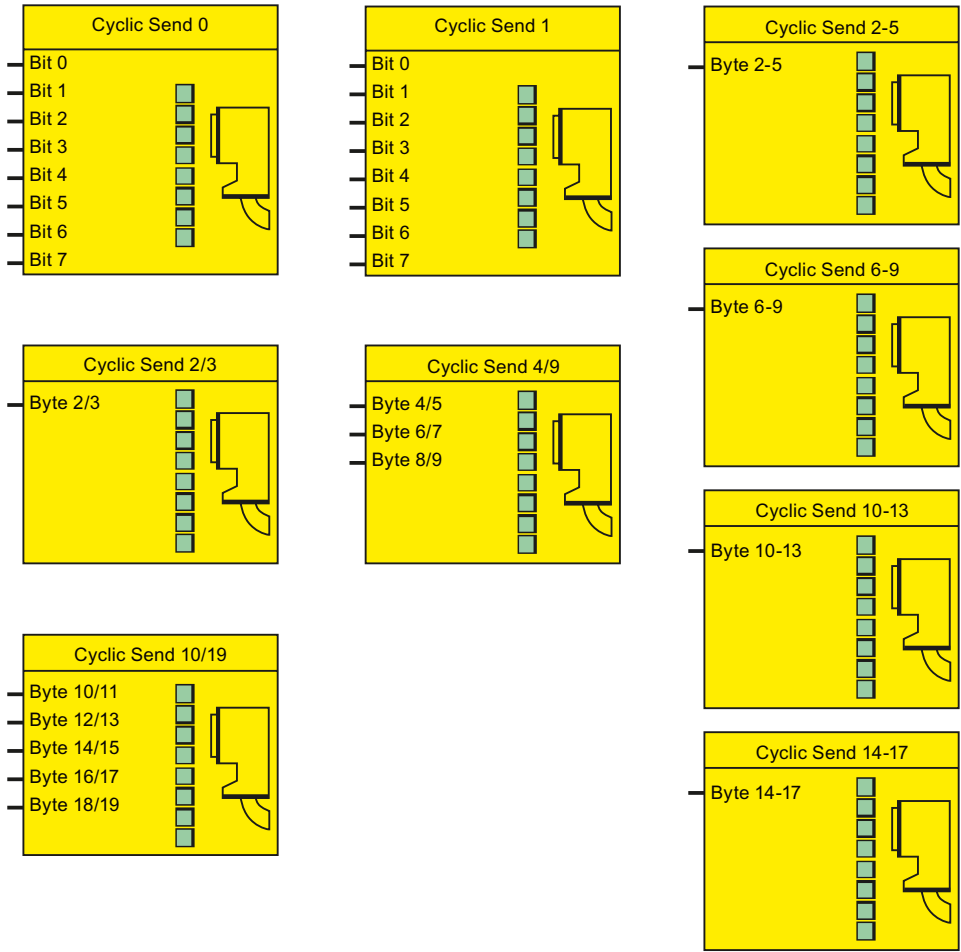 Cyclic Send 0
Bit 0
Bit 1
Bit 2
Bit 3
Bit 4
Bit 5
Bit 6
Bit 7
Cyclic Send 1
Bit 0
Bit 1
Bit 2
Bit 3
Bit 4
Bit 5
Bit 6
Bit 7
Cyclic Send 2-5
Byte 2-5
Cyclic Send 6-9
Byte 6-9
Cyclic Send 2/3
Byte 2/3
Cyclic Send 4/9
Byte 4/5
Byte 6/7
Byte 8/9
Cyclic Send 10-13
Byte 10-13
Cyclic Send 10/19
Byte 10/11
Byte 12/13
Byte 14/15
Byte 16/17
Byte 18/19
Cyclic Send 14-17
Byte 14-17